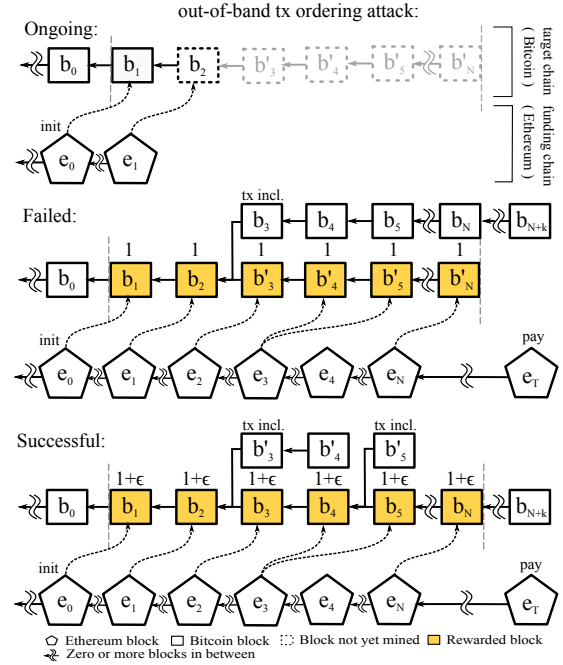 out-of-band tx ordering attack:
Ongoing:
b0 b1 b2 b'3 b'4 b'5 b'N
target chain
( Bitcoin )
init
e0 e1
funding chain
( Ethereum )
Failed:
tx incl.
b3 b4 b5 bN bN+k
1 1 1 1 1 1
b0 b1 b2 b'3 b'4 b'5 b'N
init pay
e0 e1 e2 e3 e4 eN eT
Successful:
tx incl. tx incl.
b'3 b'4 b'5
1+ϵ 1+ϵ 1+ϵ 1+ϵ 1+ϵ 1+ϵ
b0 b1 b2 b3 b4 b5 bN bN+k
init pay
e0 e1 e2 e3 e4 eN eT
Ethereum block Bitcoin block Block not yet mined Rewarded block
Zero or more blocks in between